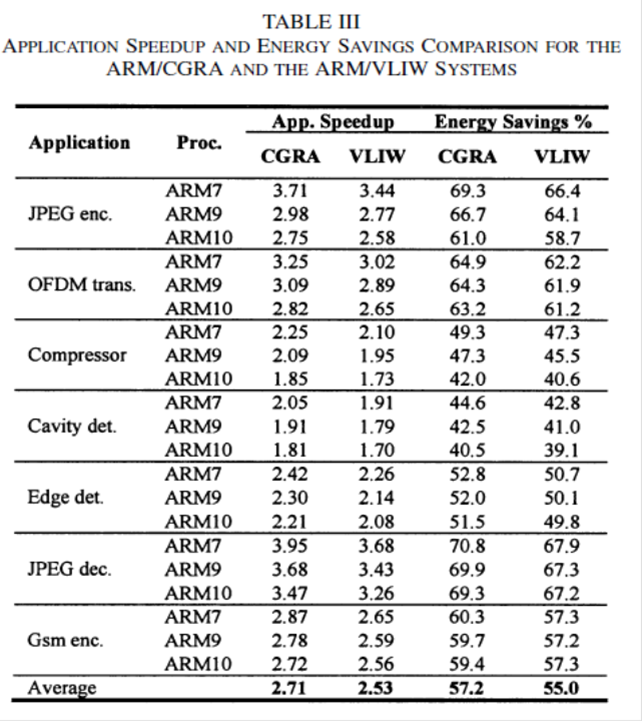 TABLE III
APPLICATION SPEEDUP AND ENERGY SAVINGS COMPARISON FOR THE
ARM/CGRA AND THE ARM/VLIW SYSTEMS
Application Proc. App. Speedup Energy Savings %
CGRA VLIW CGRA VLIW
ARM7 3.71 3.44 69.3 66.4
JPEG enc. ARM9 2.98 2.77 66.7 64.1
ARM10 2.75 2.58 61.0 58.7
ARM7 3.25 3.02 64.9 62.2
OFDM trans. ARM9 3.09 2.89 64.3 61.9
ARM10 2.82 2.65 63.2 61.2
ARM7 2.25 2.10 49.3 47.3
Compressor ARM9 2.09 1.95 47.3 45.5
ARM10 1.85 1.73 42.0 40.6
ARM7 2.05 1.91 44.6 42.8
Cavity det. ARM9 1.91 1.79 42.5 41.0
ARM10 1.81 1.70 40.5 39.1
ARM7 2.42 2.26 52.8 50.7
Edge det. ARM9 2.30 2.14 52.0 50.1
ARM10 2.21 2.08 51.5 49.8
ARM7 3.95 3.68 70.8 67.9
JPEG dec. ARM9 3.68 3.43 69.9 67.3
ARM10 3.47 3.26 69.3 67.2
ARM7 2.87 2.65 60.3 57.3
Gsm enc. ARM9 2.78 2.59 59.7 57.2
ARM10 2.72 2.56 59.4 57.3
Average 2.71 2.53 57.2 55.0